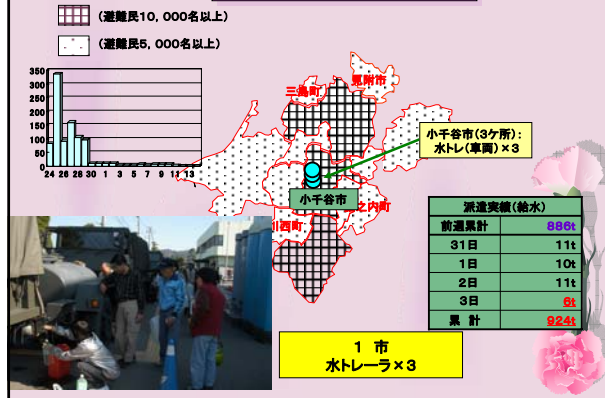 (避難民10,000名以上)
(避難民5,000名以上)
350
300
250
200
150
100
50
0
24 26 28 30 1 3 5 7 9 11 13
三島町
見附市
小千谷市(3ケ所):
水トレ(車両)×3
小千谷市
之内町
川西町
派遣実績(給水)
前週累計 886t
31日 11t
1日 10t
2日 11t
3日 6t
累 計 924t
1 市
水トレーラ×3